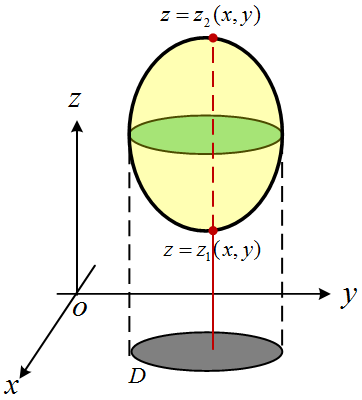 z = z₂(x, y)
z
z = z₁(x, y)
o
y
x
D